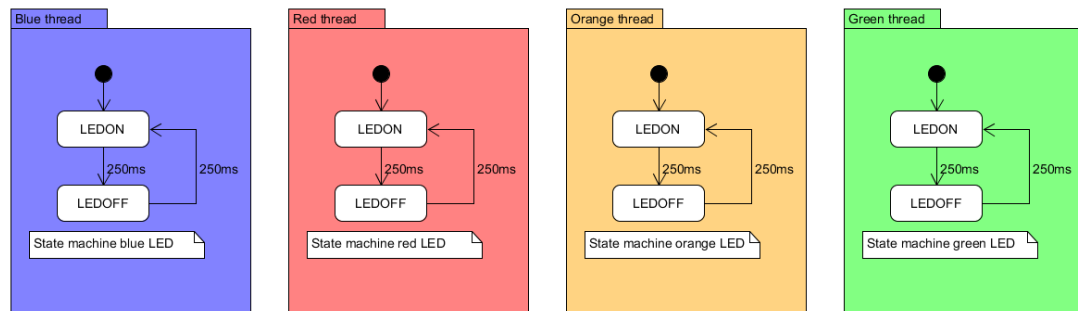 Blue thread
LEDON
250ms
250ms
LEDOFF
State machine blue LED
Red thread
LEDON
250ms
250ms
LEDOFF
State machine red LED
Orange thread
LEDON
250ms
250ms
LEDOFF
State machine orange LED
Green thread
LEDON
250ms
250ms
LEDOFF
State machine green LED